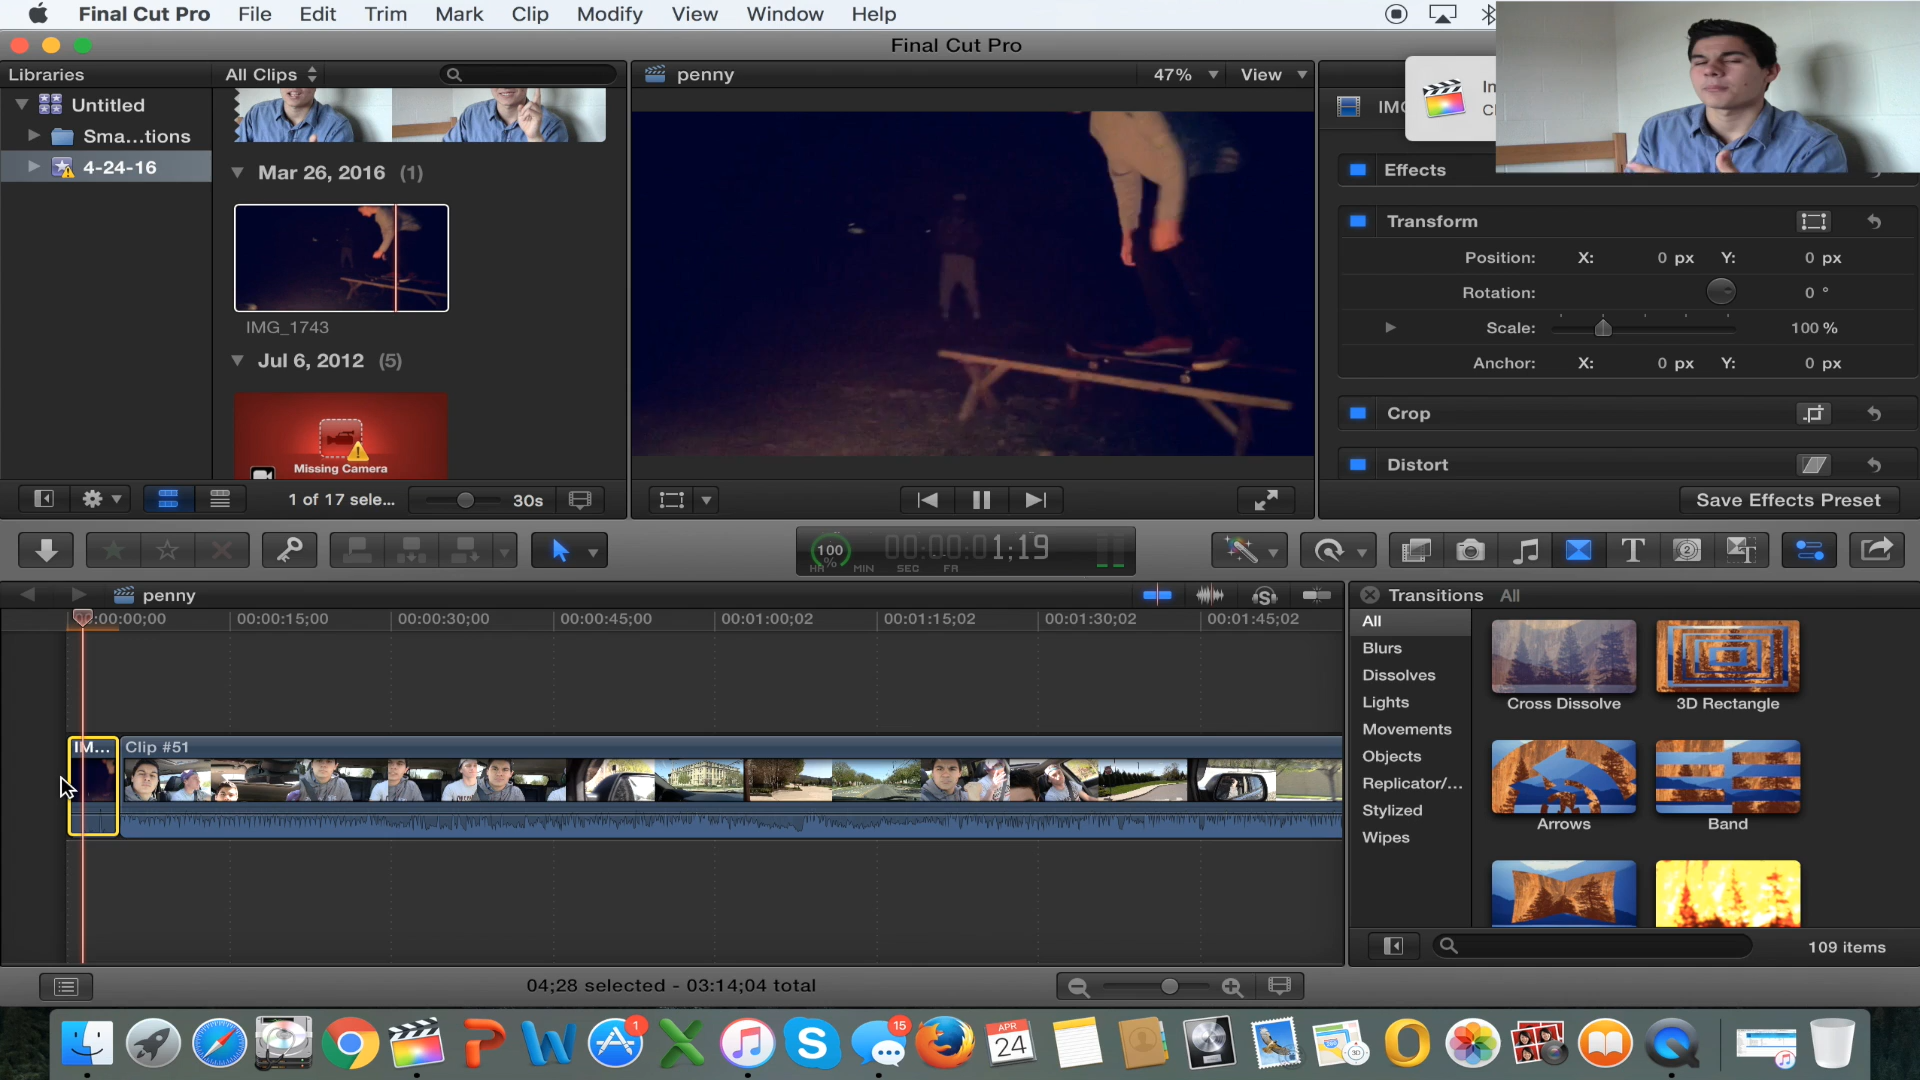 Final Cut Pro File Edit Trim Mark Clip Modify View Window Help
Final Cut Pro
Libraries
All Clips
penny
47%
View
Untitled
Sma...tions
4-24-16
Mar 26, 2016 (1)
IMG_1743
Jul 6, 2012 (5)
Missing Camera
1 of 17 sele...
30s
Effects
Transform
Position: X: 0 px Y: 0 px
Rotation: 0 °
Scale: 100 %
Anchor: X: 0 px Y: 0 px
Crop
Distort
Save Effects Preset
100
%
00:00:01;19
HR MIN SEC FR
penny
00:00:00;00 00:00:15;00 00:00:30;00 00:00:45;00 00:01:00;02 00:01:15;02 00:01:30;02 00:01:45;02
IM...
Clip #51
Transitions All
All
Blurs
Dissolves
Lights
Movements
Objects
Replicator/...
Stylized
Wipes
Cross Dissolve
3D Rectangle
Arrows
Band
109 items
04;28 selected - 03:14;04 total
1
15
APR
24